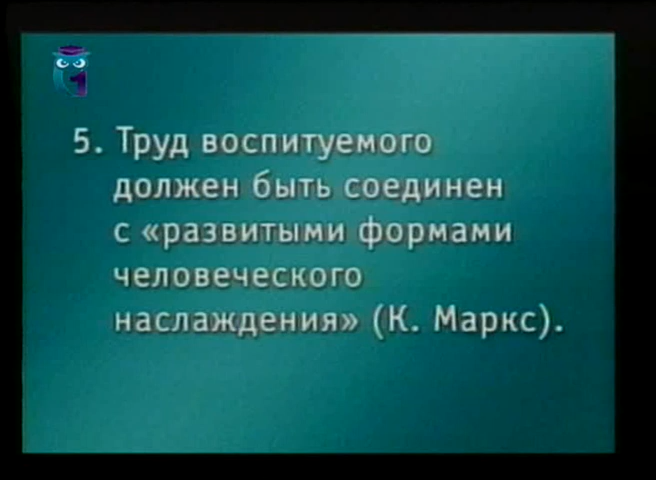 5. Труд воспитуемого
должен быть соединен
с «развитыми формами
человеческого
наслаждения» (К. Маркс).